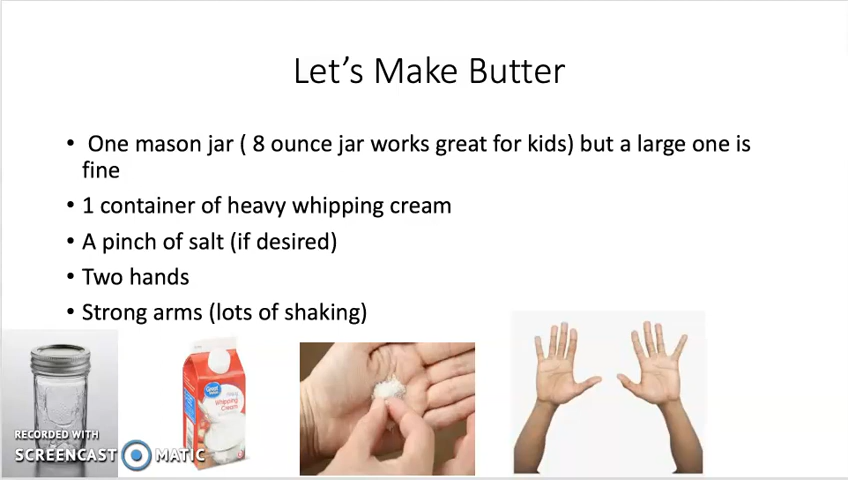 Let's Make Butter
• One mason jar ( 8 ounce jar works great for kids) but a large one is
fine
• 1 container of heavy whipping cream
• A pinch of salt (if desired)
• Two hands
• Strong arms (lots of shaking)
Great Value
Whipping
Cream
RECORDED WITH
SCREENCAST MATIC